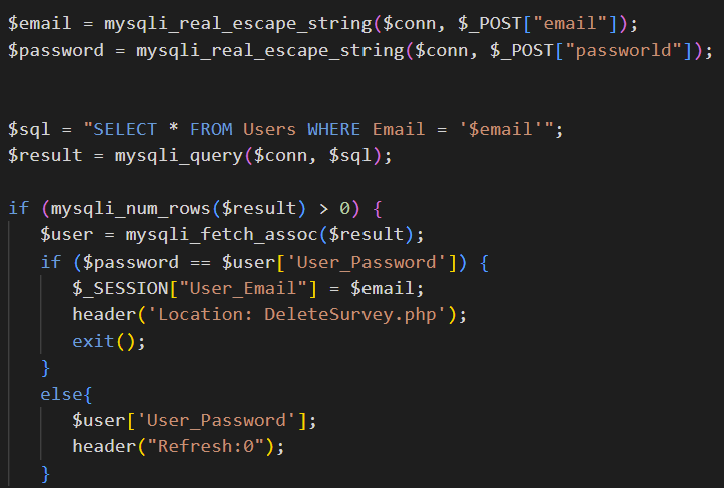 $email = mysqli_real_escape_string($conn, $_POST["email"]);
$password = mysqli_real_escape_string($conn, $_POST["passworld"]);
$sql = "SELECT * FROM Users WHERE Email = '$email'";
$result = mysqli_query($conn, $sql);
if (mysqli_num_rows($result) > 0) {
$user = mysqli_fetch_assoc($result);
if ($password == $user['User_Password']) {
$_SESSION["User_Email"] = $email;
header('Location: DeleteSurvey.php');
exit();
}
else{
$user['User_Password'];
header("Refresh:0");
}